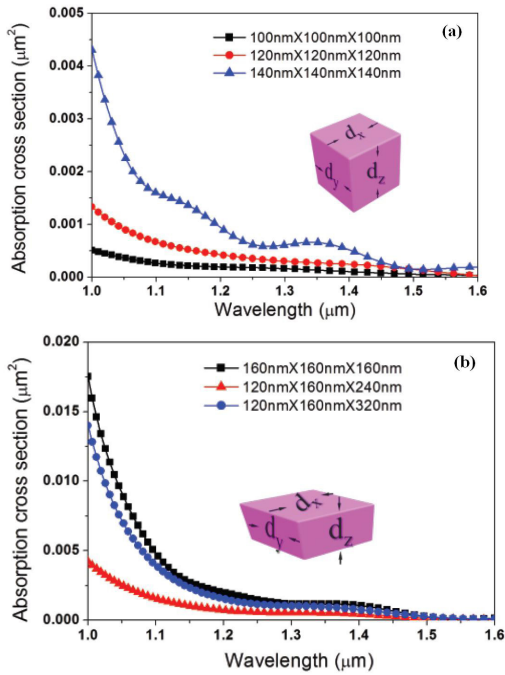 (a)
100nmX100nmX100nm
120nmX120nmX120nm
140nmX140nmX140nm
Absorption cross section (μm²)
0.005
0.004
0.003
0.002
0.001
0.000
dx
dy
dz
1.0 1.1 1.2 1.3 1.4 1.5 1.6
Wavelength (μm)
(b)
160nmX160nmX160nm
120nmX160nmX240nm
120nmX160nmX320nm
Absorption cross section (μm²)
0.020
0.015
0.010
0.005
0.000
dx
dy
dz
1.0 1.1 1.2 1.3 1.4 1.5 1.6
Wavelength (μm)